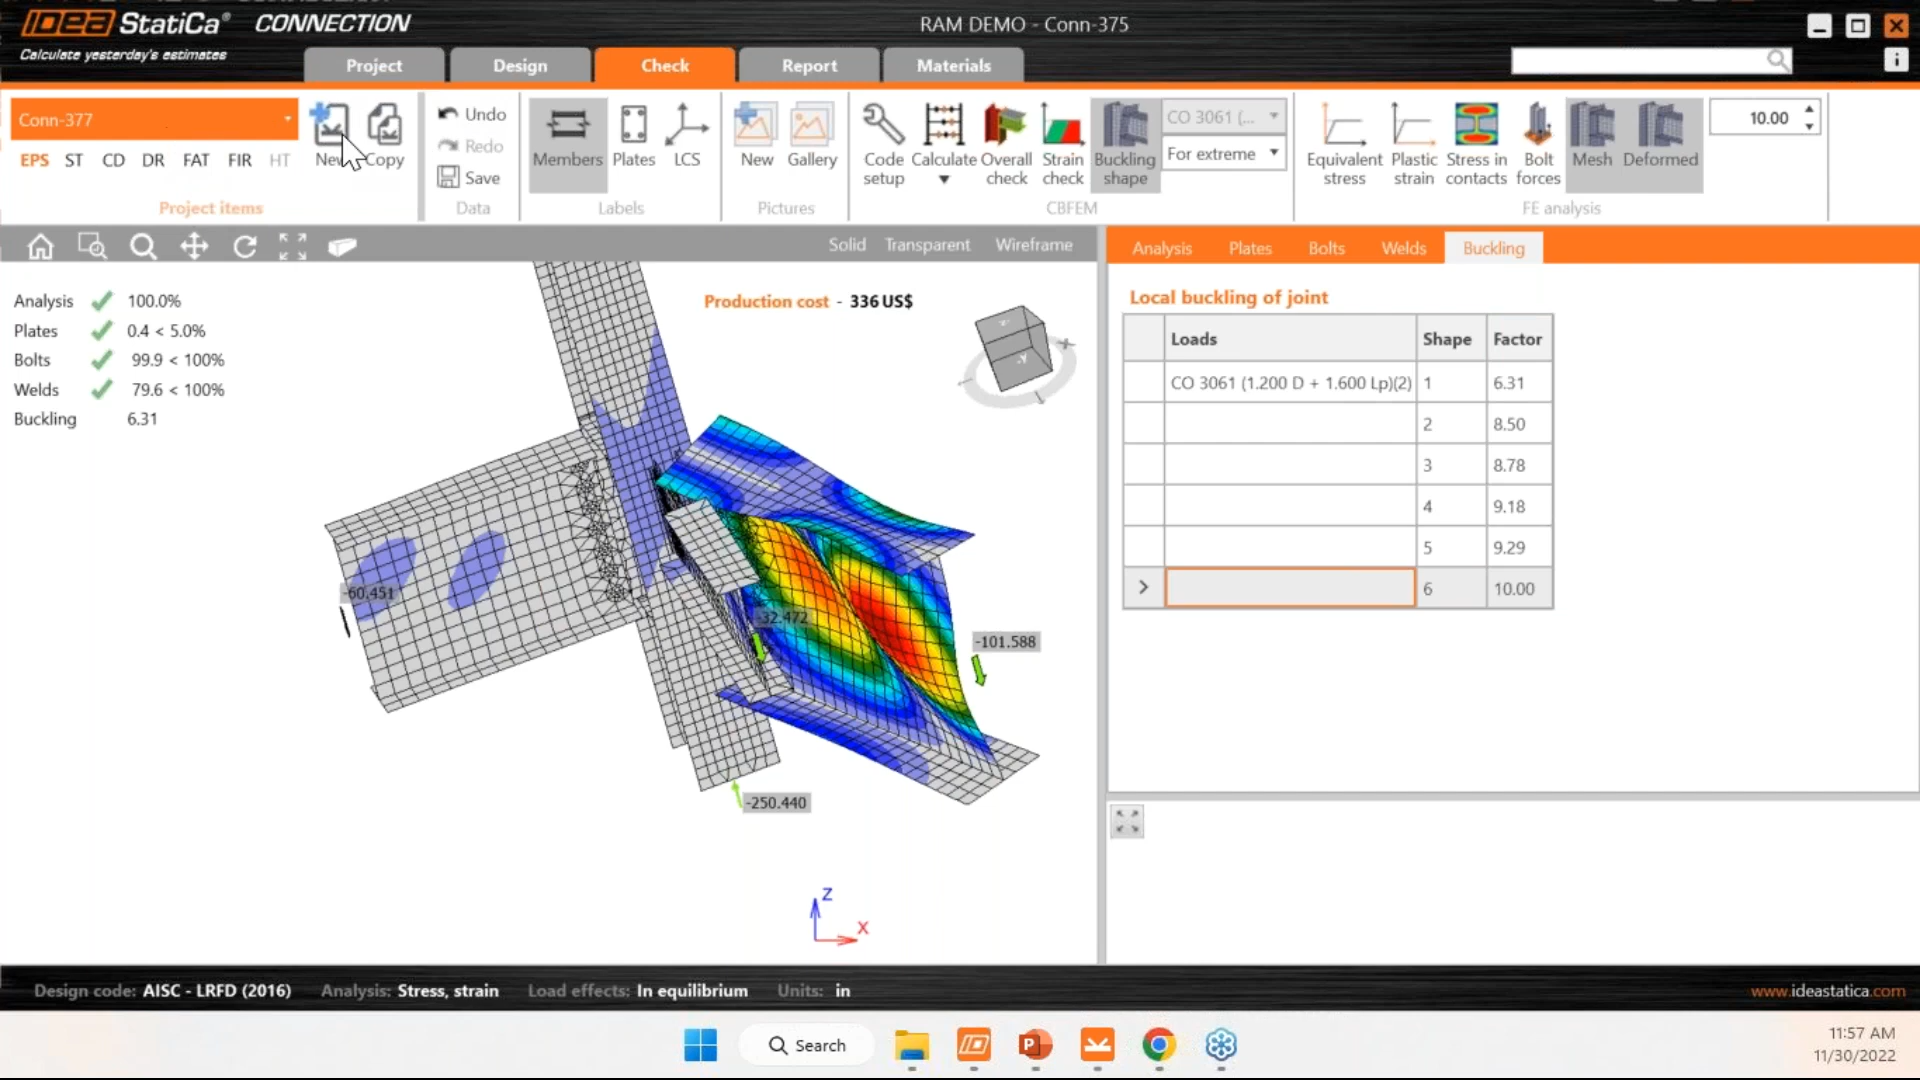 IDEA StatiCa® CONNECTION
Calculate yesterday's estimates
RAM DEMO - Conn-375
Project
Design
Check
Report
Materials
i
Conn-377
EPS ST CD DR FAT FIR HT
New
Copy
Project items
Undo
Redo
Save
Data
Members
Plates
LCS
Labels
New
Gallery
Pictures
Code setup
Calculate
Overall check
Strain check
Buckling shape
CO 3061 (...
For extreme
CBFEM
Equivalent stress
Plastic strain
Stress in contacts
Bolt forces
Mesh
Deformed
FE analysis
10.00
Solid Transparent Wireframe
Analysis 100.0%
Plates 0.4 < 5.0%
Bolts 99.9 < 100%
Welds 79.6 < 100%
Buckling 6.31
Production cost - 336 US$
-60.451
-32.472
-101.588
-250.440
Z
X
Analysis Plates Bolts Welds Buckling
Local buckling of joint
Loads Shape Factor
CO 3061 (1.200 D + 1.600 Lp)(2) 1 6.31
2 8.50
3 8.78
4 9.18
5 9.29
> 6 10.00
Design code: AISC - LRFD (2016) Analysis: Stress, strain Load effects: In equilibrium Units: in
www.ideastatica.com
Search
11:57 AM
11/30/2022